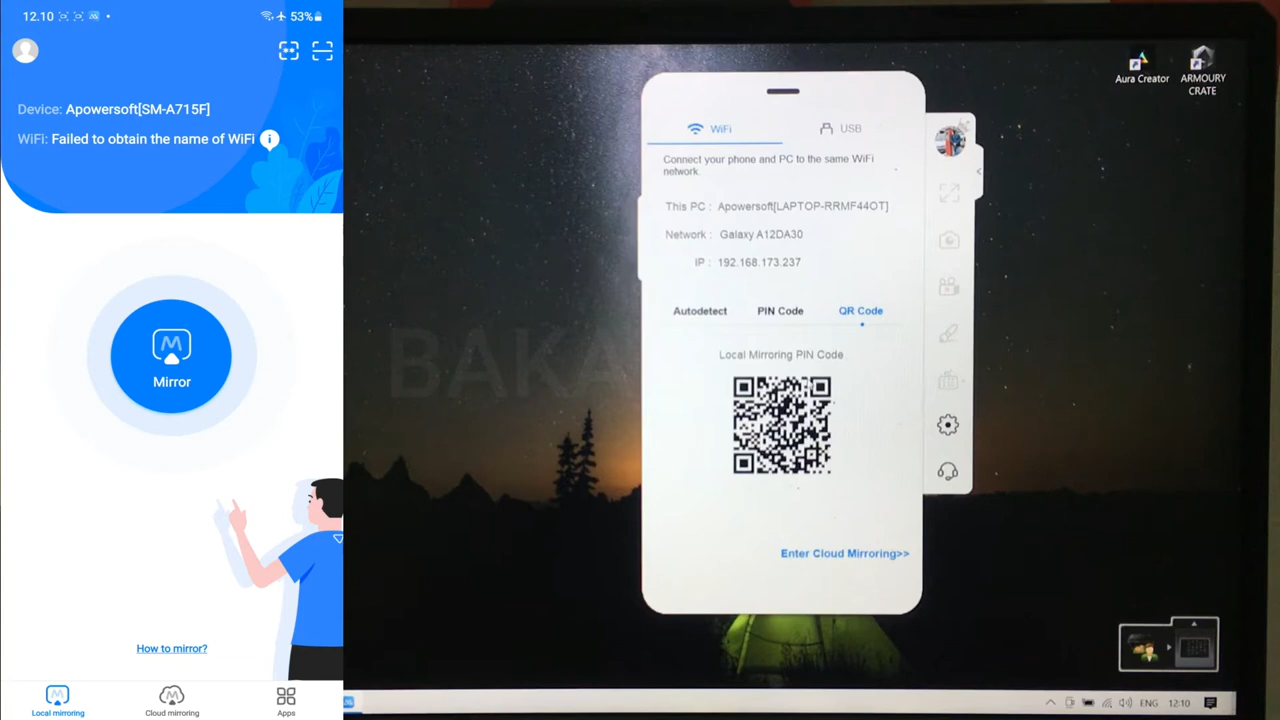 12.10
53%
Device: Apowersoft[SM-A715F]
WiFi: Failed to obtain the name of WiFi
Mirror
How to mirror?
Local mirroring
Cloud mirroring
Apps
WiFi
USB
Connect your phone and PC to the same WiFi
network.
This PC : Apowersoft[LAPTOP-RRMF44OT]
Network : Galaxy A12DA30
IP : 192.168.173.237
Autodetect
PIN Code
QR Code
Local Mirroring PIN Code
Enter Cloud Mirroring>>
Aura Creator
ARMOURY
CRATE
ENG
12:10